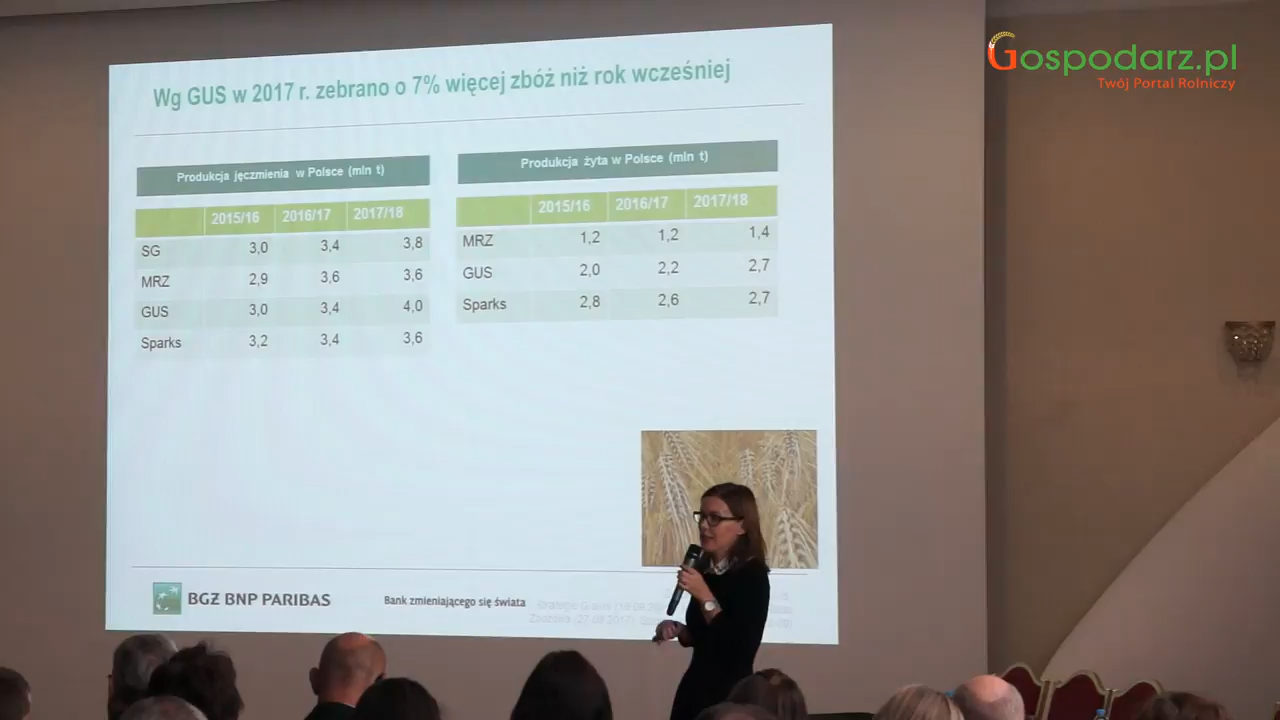 Gospodarz.pl
Twój Portal Rolniczy
Wg GUS w 2017 r. zebrano o 7% więcej zbóż niż rok wcześniej
Produkcja jęczmienia w Polsce (mln t)
2015/16 2016/17 2017/18
SG 3,0 3,4 3,8
MRZ 2,9 3,6 3,6
GUS 3,0 3,4 4,0
Sparks 3,2 3,4 3,6
Produkcja żyta w Polsce (mln t)
2015/16 2016/17 2017/18
MRZ 1,2 1,2 1,4
GUS 2,0 2,2 2,7
Sparks 2,8 2,6 2,7
BGZ BNP PARIBAS
Bank zmieniającego się świata